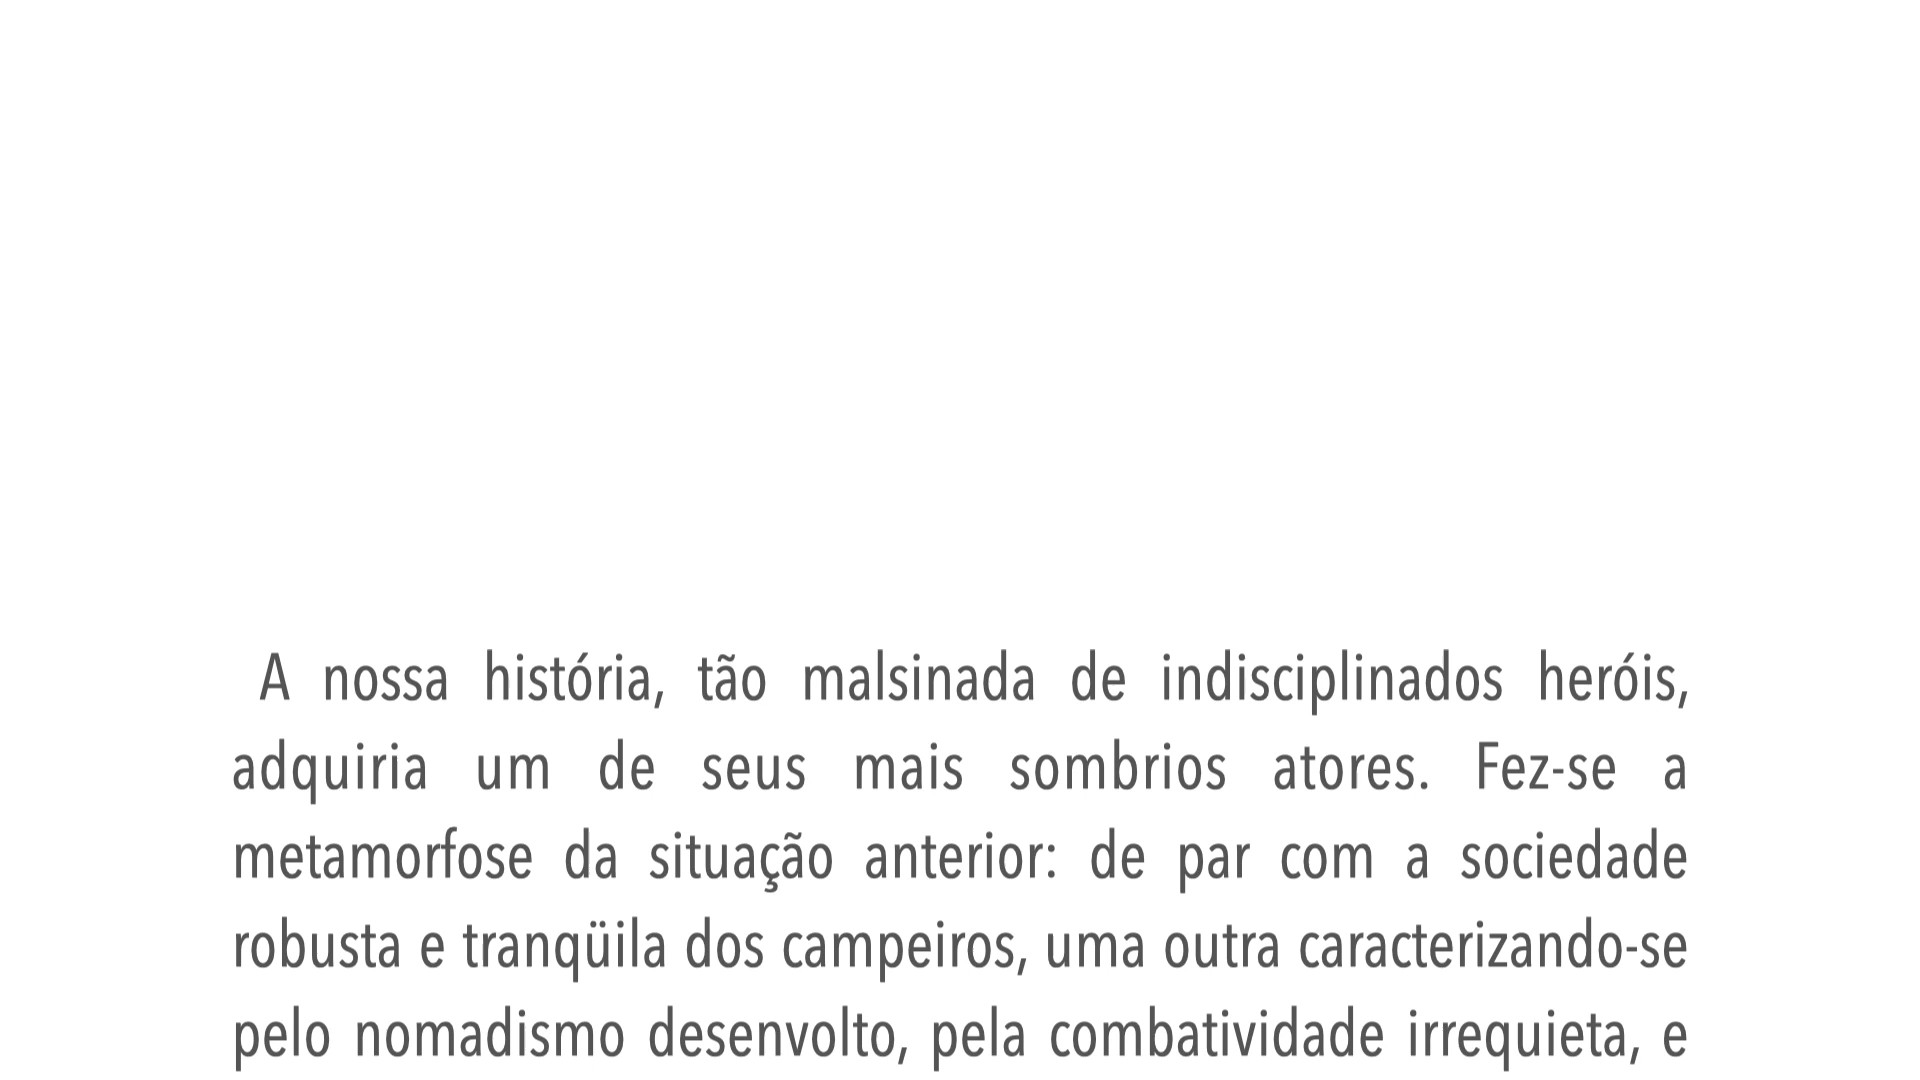 A nossa história, tão malsinada de indisciplinados heróis,
adquiria um de seus mais sombrios atores. Fez-se a
metamorfose da situação anterior: de par com a sociedade
robusta e tranqüila dos campeiros, uma outra caracterizando-se
pelo nomadismo desenvolto, pela combatividade irrequieta, e